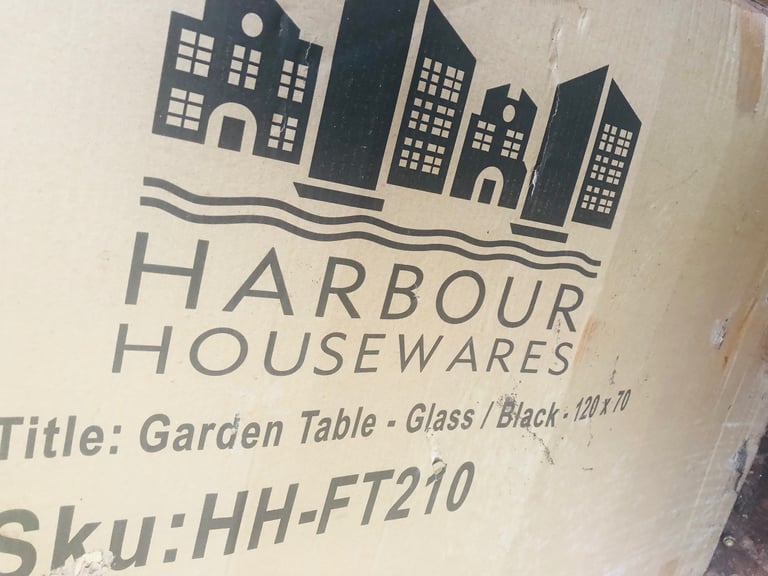 HARBOUR
HOUSEWARES
Title: Garden Table - Glass / Black - 120 x 70
Sku:HH-FT210